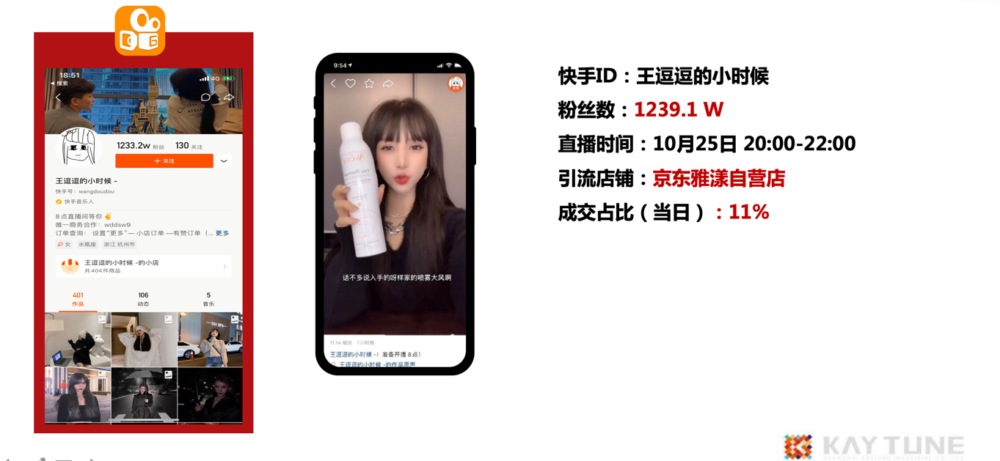 18:51
4G
搜索
1233.2w 粉丝
130 关注
+ 关注
王逗逗的小时候 -
快手号: wangdoudou
快手音乐人
8点直播间等你✌
唯一商务合作: wddsw9
订单查询: 设置“更多”— 小店订单 —有赞订单 (... 更多
女 水瓶座 浙江 杭州市
王逗逗的小时候 -的小店
共404件商品
401 106 5
作品 动态 音乐
DAY SPA
9:54
话不多说入手的呀样家的喷雾大风啊
11.1w 播放 1小时前
王逗逗的小时候 -: 准备开播 8点!
王逗逗的小时候 -的作品原声
快手ID：王逗逗的小时候
粉丝数：1239.1 W
直播时间：10月25日 20:00-22:00
引流店铺：京东雅漾自营店
成交占比（当日）：11%
KAY TUNE